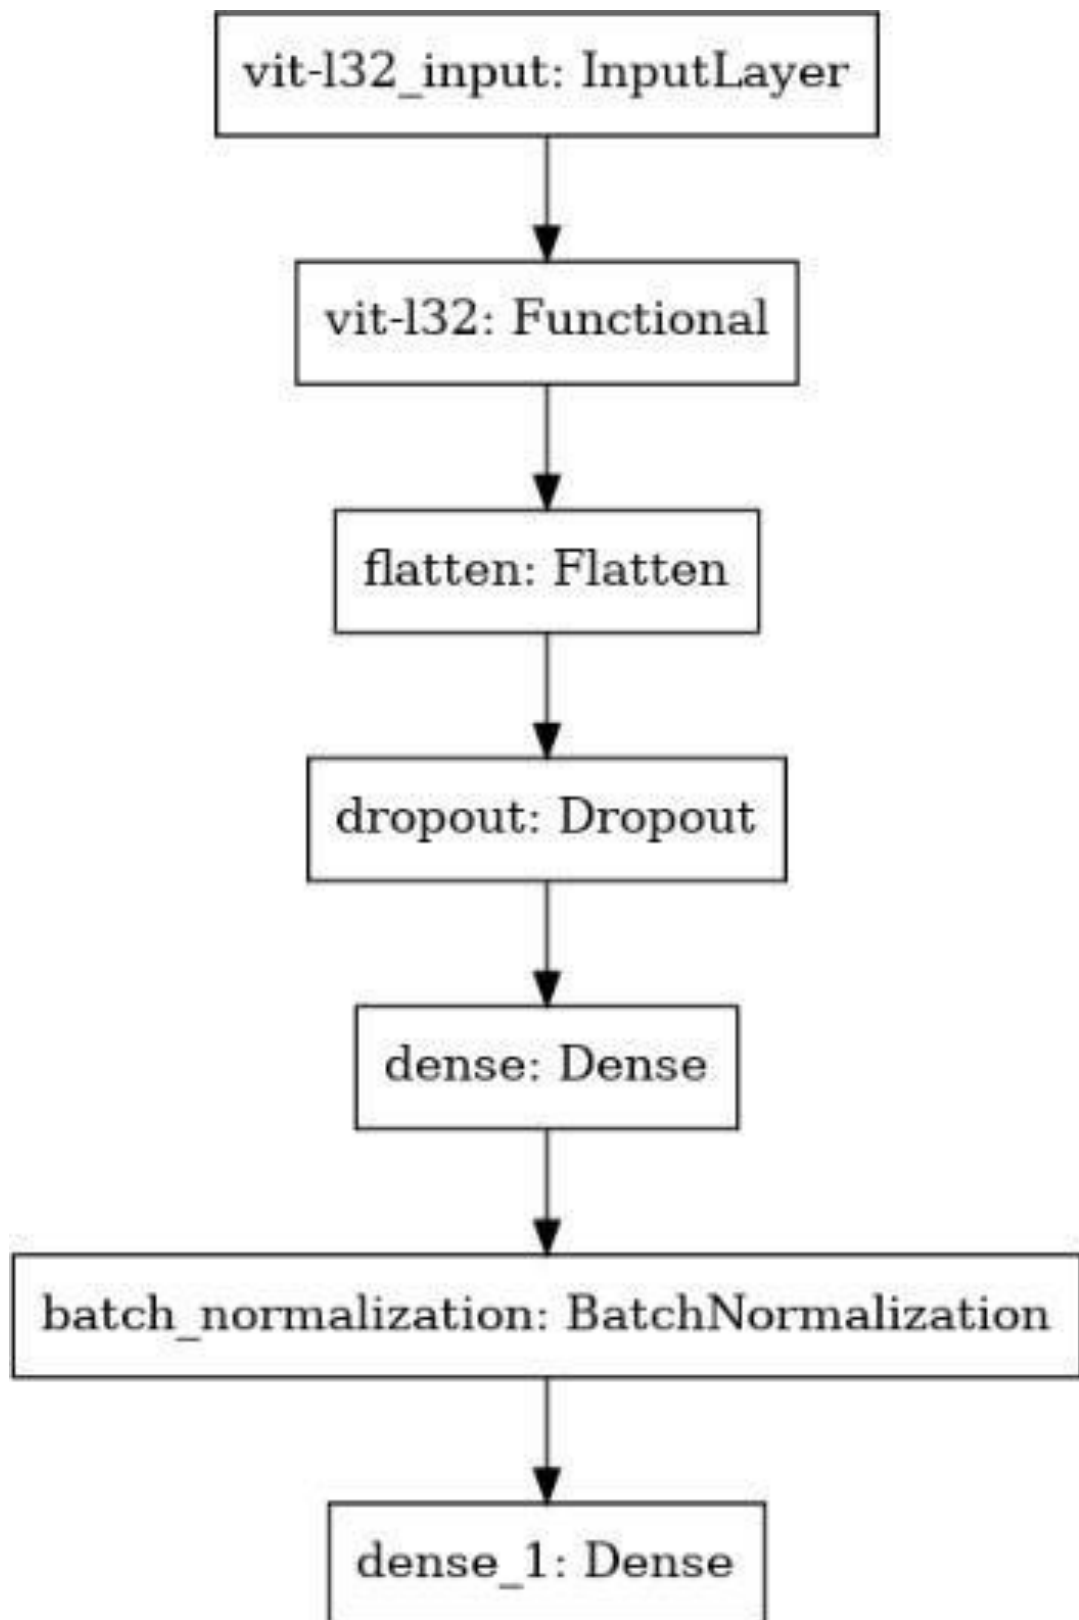 vit-l32_input: InputLayer
vit-l32: Functional
flatten: Flatten
dropout: Dropout
dense: Dense
batch_normalization: BatchNormalization
dense_1: Dense